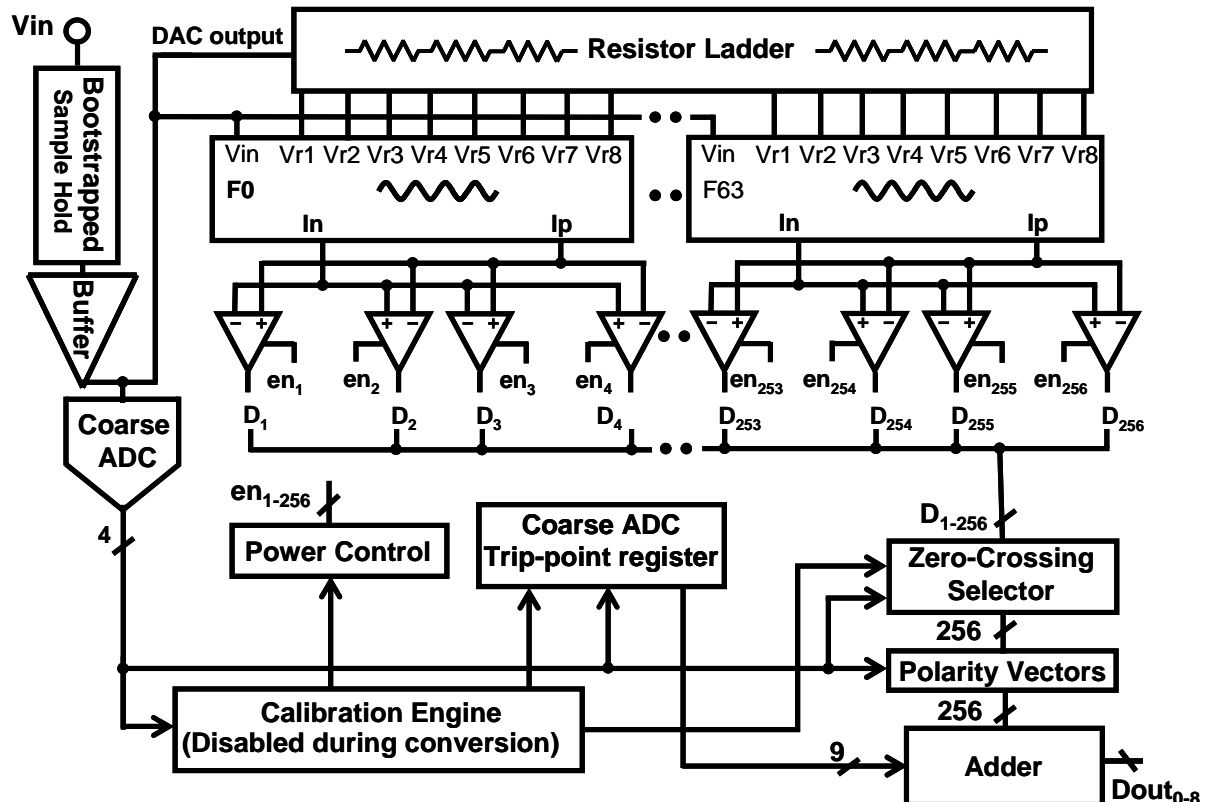 Vin
DAC output
Resistor Ladder
Bootstrapped
Sample Hold
Vin Vr1 Vr2 Vr3 Vr4 Vr5 Vr6 Vr7 Vr8
F0
In Ip
Vin Vr1 Vr2 Vr3 Vr4 Vr5 Vr6 Vr7 Vr8
F63
In Ip
Buffer
− + + − − + + −
− + + − − + + −
en₁ en₂ en₃ en₄ en₂₅₃ en₂₅₄ en₂₅₅ en₂₅₆
D₁ D₂ D₃ D₄ D₂₅₃ D₂₅₄ D₂₅₅ D₂₅₆
Coarse
ADC
4
en₁₋₂₅₆
Power Control
Coarse ADC
Trip-point register
D₁₋₂₅₆
Zero-Crossing
Selector
256
Polarity Vectors
256
Calibration Engine
(Disabled during conversion)
9
Adder
Dout₀₋₈